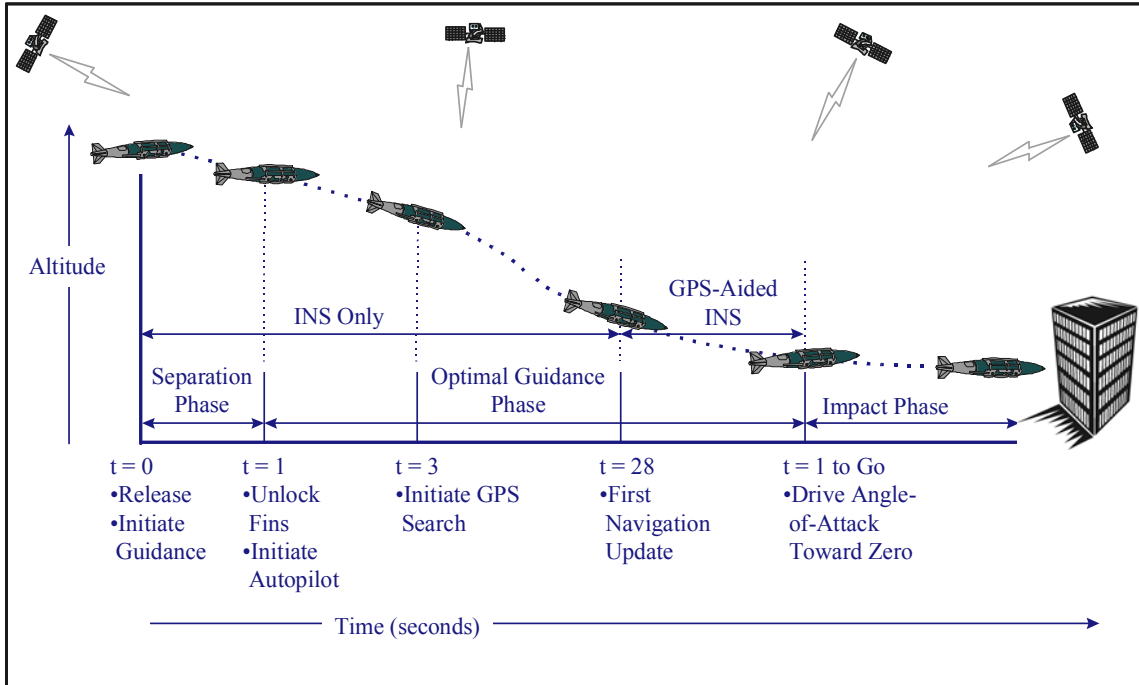 Altitude
INS Only
GPS-Aided
INS
Separation
Phase
Optimal Guidance
Phase
Impact Phase
t = 0
•Release
•Initiate
Guidance
t = 1
•Unlock
Fins
•Initiate
Autopilot
t = 3
•Initiate GPS
Search
t = 28
•First
Navigation
Update
t = 1 to Go
•Drive Angle-
of-Attack
Toward Zero
Time (seconds)